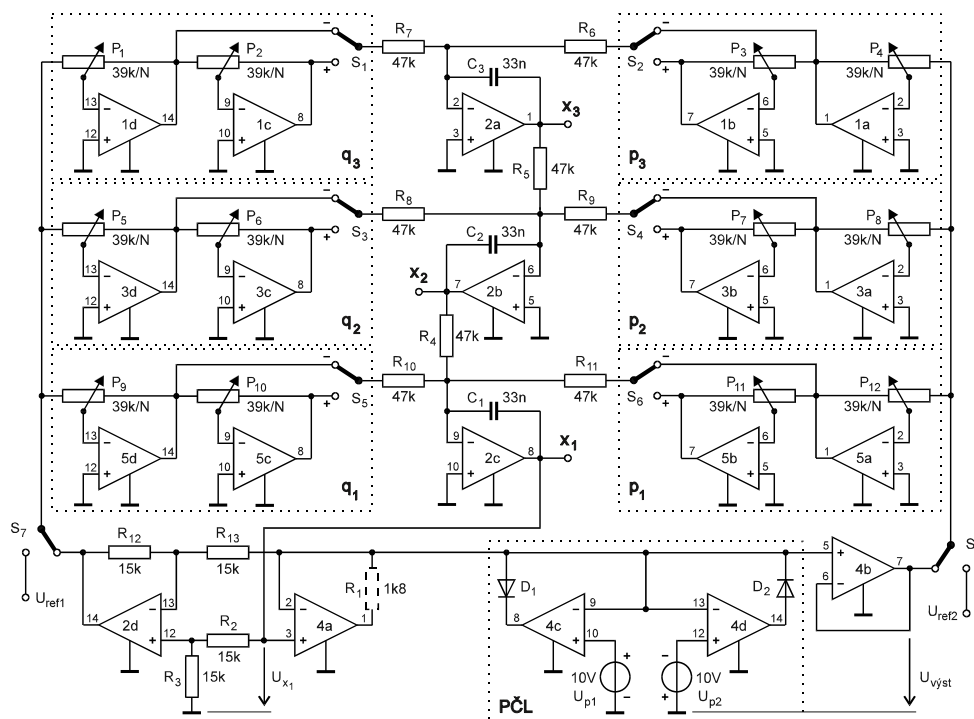 P1 P2 R7 R6 P3 P4
39k/N 39k/N S1 47k 47k S2 39k/N 39k/N
C3 33n
13 14 1d 12 9 8 1c 10 2 1 2a 3 x3 6 7 1b 5 2 1 1a 3
q3 R5 47k p3
P5 P6 R8 R9 P7 P8
39k/N 39k/N S3 47k 47k S4 39k/N 39k/N
C2 33n
x2
13 14 3d 12 9 8 3c 10 7 2b 6 5 6 7 3b 5 2 1 3a 3
q2 R4 47k p2
P9 P10 R10 R11 P11 P12
39k/N 39k/N S5 47k 47k S6 39k/N 39k/N
C1 33n
x1
13 14 5d 12 9 8 5c 10 9 8 2c 10 6 7 5b 5 2 1 5a 3
q1 p1
S7 R12 R13 S
15k 15k R1 1k8 D1 D2 5 7 4b 6
Uref1 Uref2
14 2d 13 12 R2 15k 2 1 4a 3 8 4c 9 10 13 14 4d 12
R3 15k Ux1 10V Up1 10V Up2 Uvýst
PČL